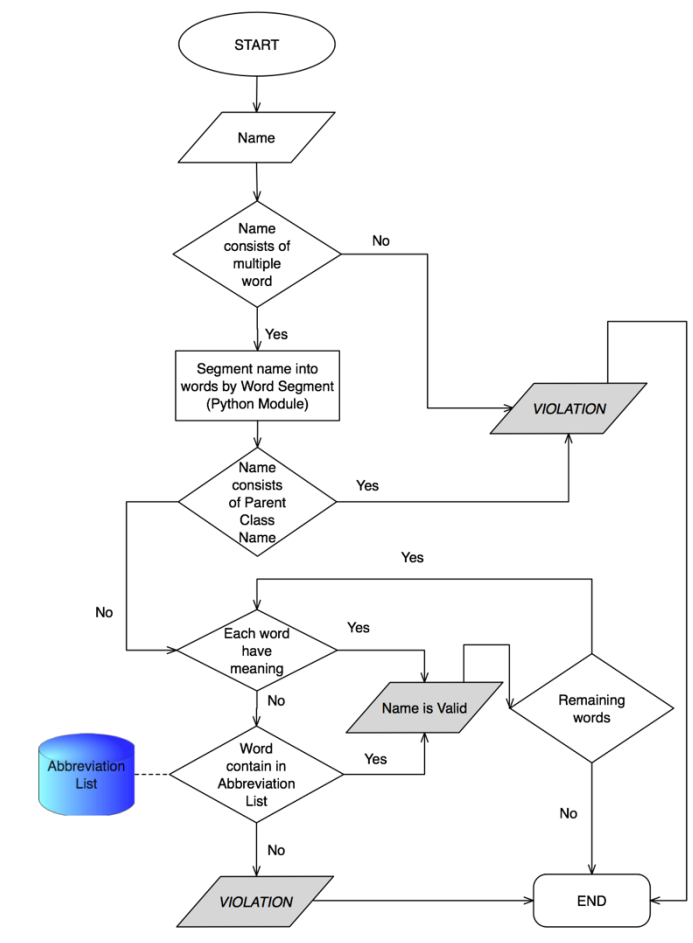 START
Name
Name
consists of
multiple
word
No
Yes
Segment name into
words by Word Segment
(Python Module)
VIOLATION
Name
consists
of Parent
Class
Name
Yes
Yes
No
Each word
have
meaning
Yes
No
Name is Valid
Remaining
words
Abbreviation
List
Word
contain in
Abbreviation
List
Yes
No
No
VIOLATION
END